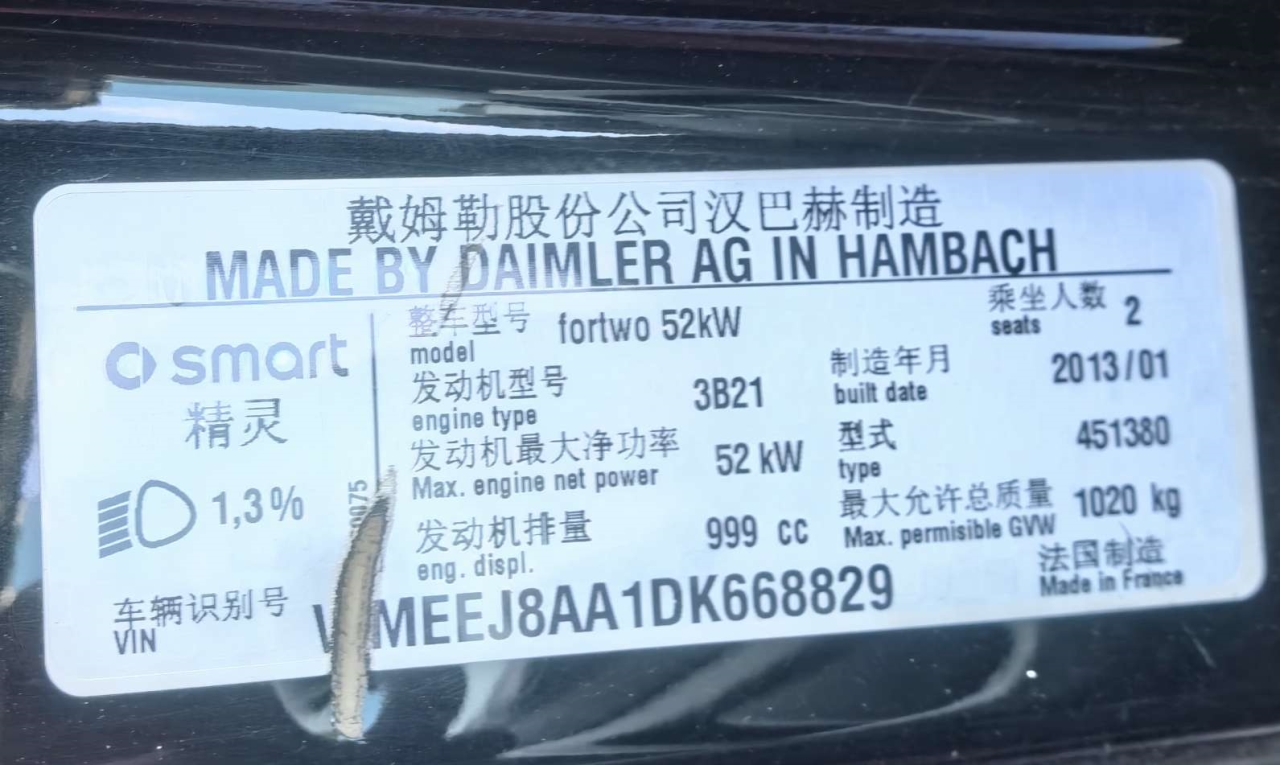 戴姆勒股份公司汉巴赫制造
MADE BY DAIMLER AG IN HAMBACH
smart
精灵
1,3%
整车型号 fortwo 52kW
model
乘坐人数 2
seats
发动机型号 3B21
engine type
制造年月 2013/01
built date
发动机最大净功率 52 kW
Max. engine net power
型式 451380
type
发动机排量 999 cc
eng. displ.
最大允许总质量 1020 kg
Max. permisible GVW
法国制造
Made in France
车辆识别号 WMEEJ8AA1DK668829
VIN